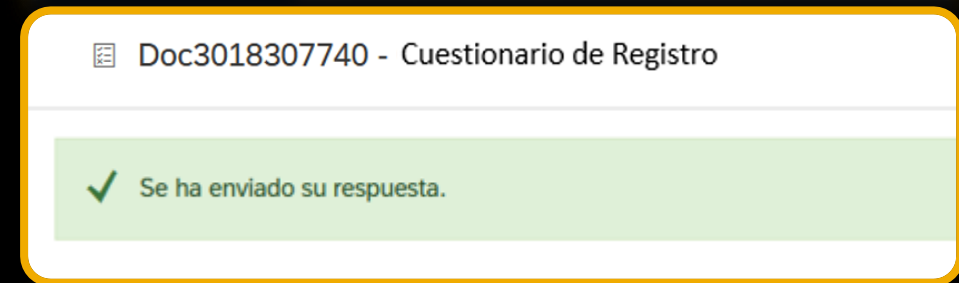 Doc3018307740 - Cuestionario de Registro
Se ha enviado su respuesta.